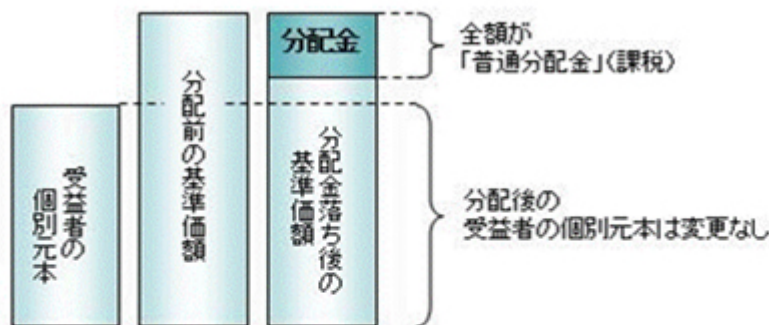 受益者の
個別元本
分配前の基準価額
分配金
分配金落ち後の
基準価額
全額が
「普通分配金」(課税)
分配後の
受益者の個別元本は変更なし